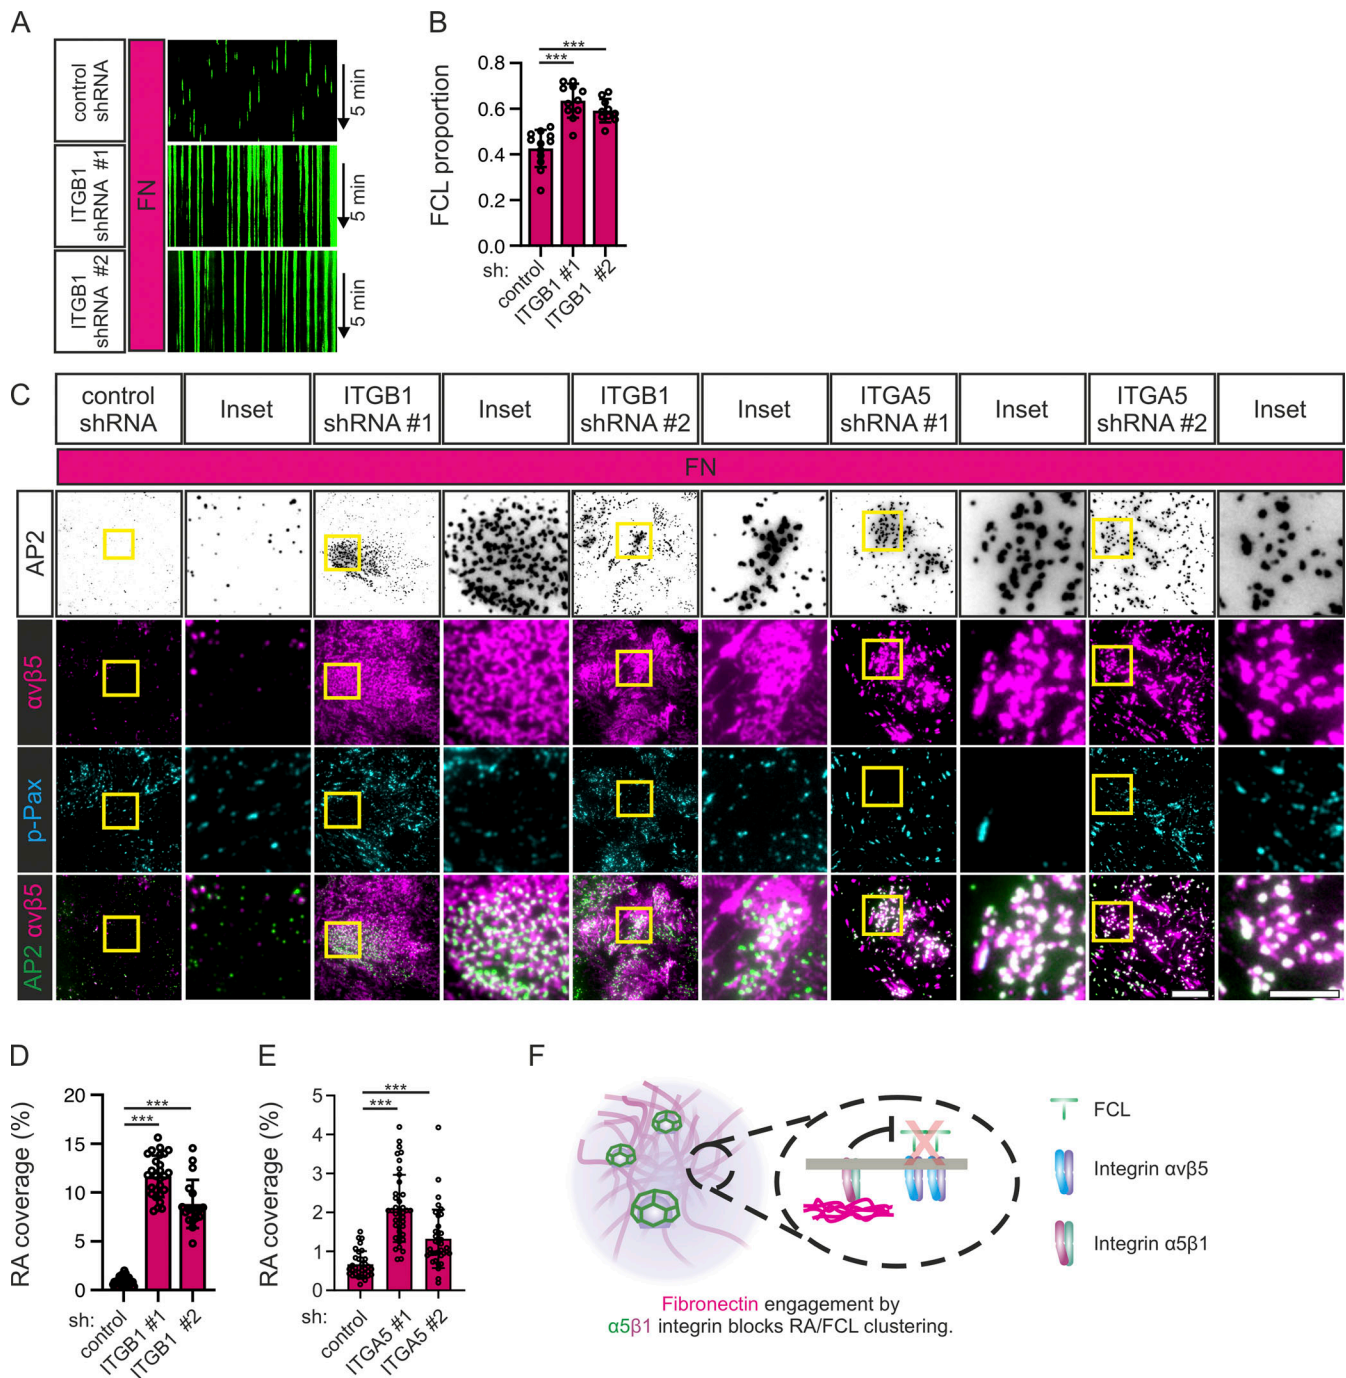 A
control
shRNA
ITGB1
shRNA #1
ITGB1
shRNA #2
FN
5 min
5 min
5 min
B
FCL proportion
0.8
0.6
0.4
0.2
0.0
***
***
sh:
control
ITGB1 #1
ITGB1 #2
C
control
shRNA
Inset
ITGB1
shRNA #1
Inset
ITGB1
shRNA #2
Inset
ITGA5
shRNA #1
Inset
ITGA5
shRNA #2
Inset
FN
AP2
αvβ5
p-Pax
AP2 αvβ5
D
RA coverage (%)
20
15
10
5
0
***
***
sh:
control
ITGB1 #1
ITGB1 #2
E
RA coverage (%)
5
4
3
2
1
0
***
***
sh:
control
ITGA5 #1
ITGA5 #2
F
FCL
Integrin αvβ5
Integrin α5β1
Fibronectin engagement by
α5β1 integrin blocks RA/FCL clustering.